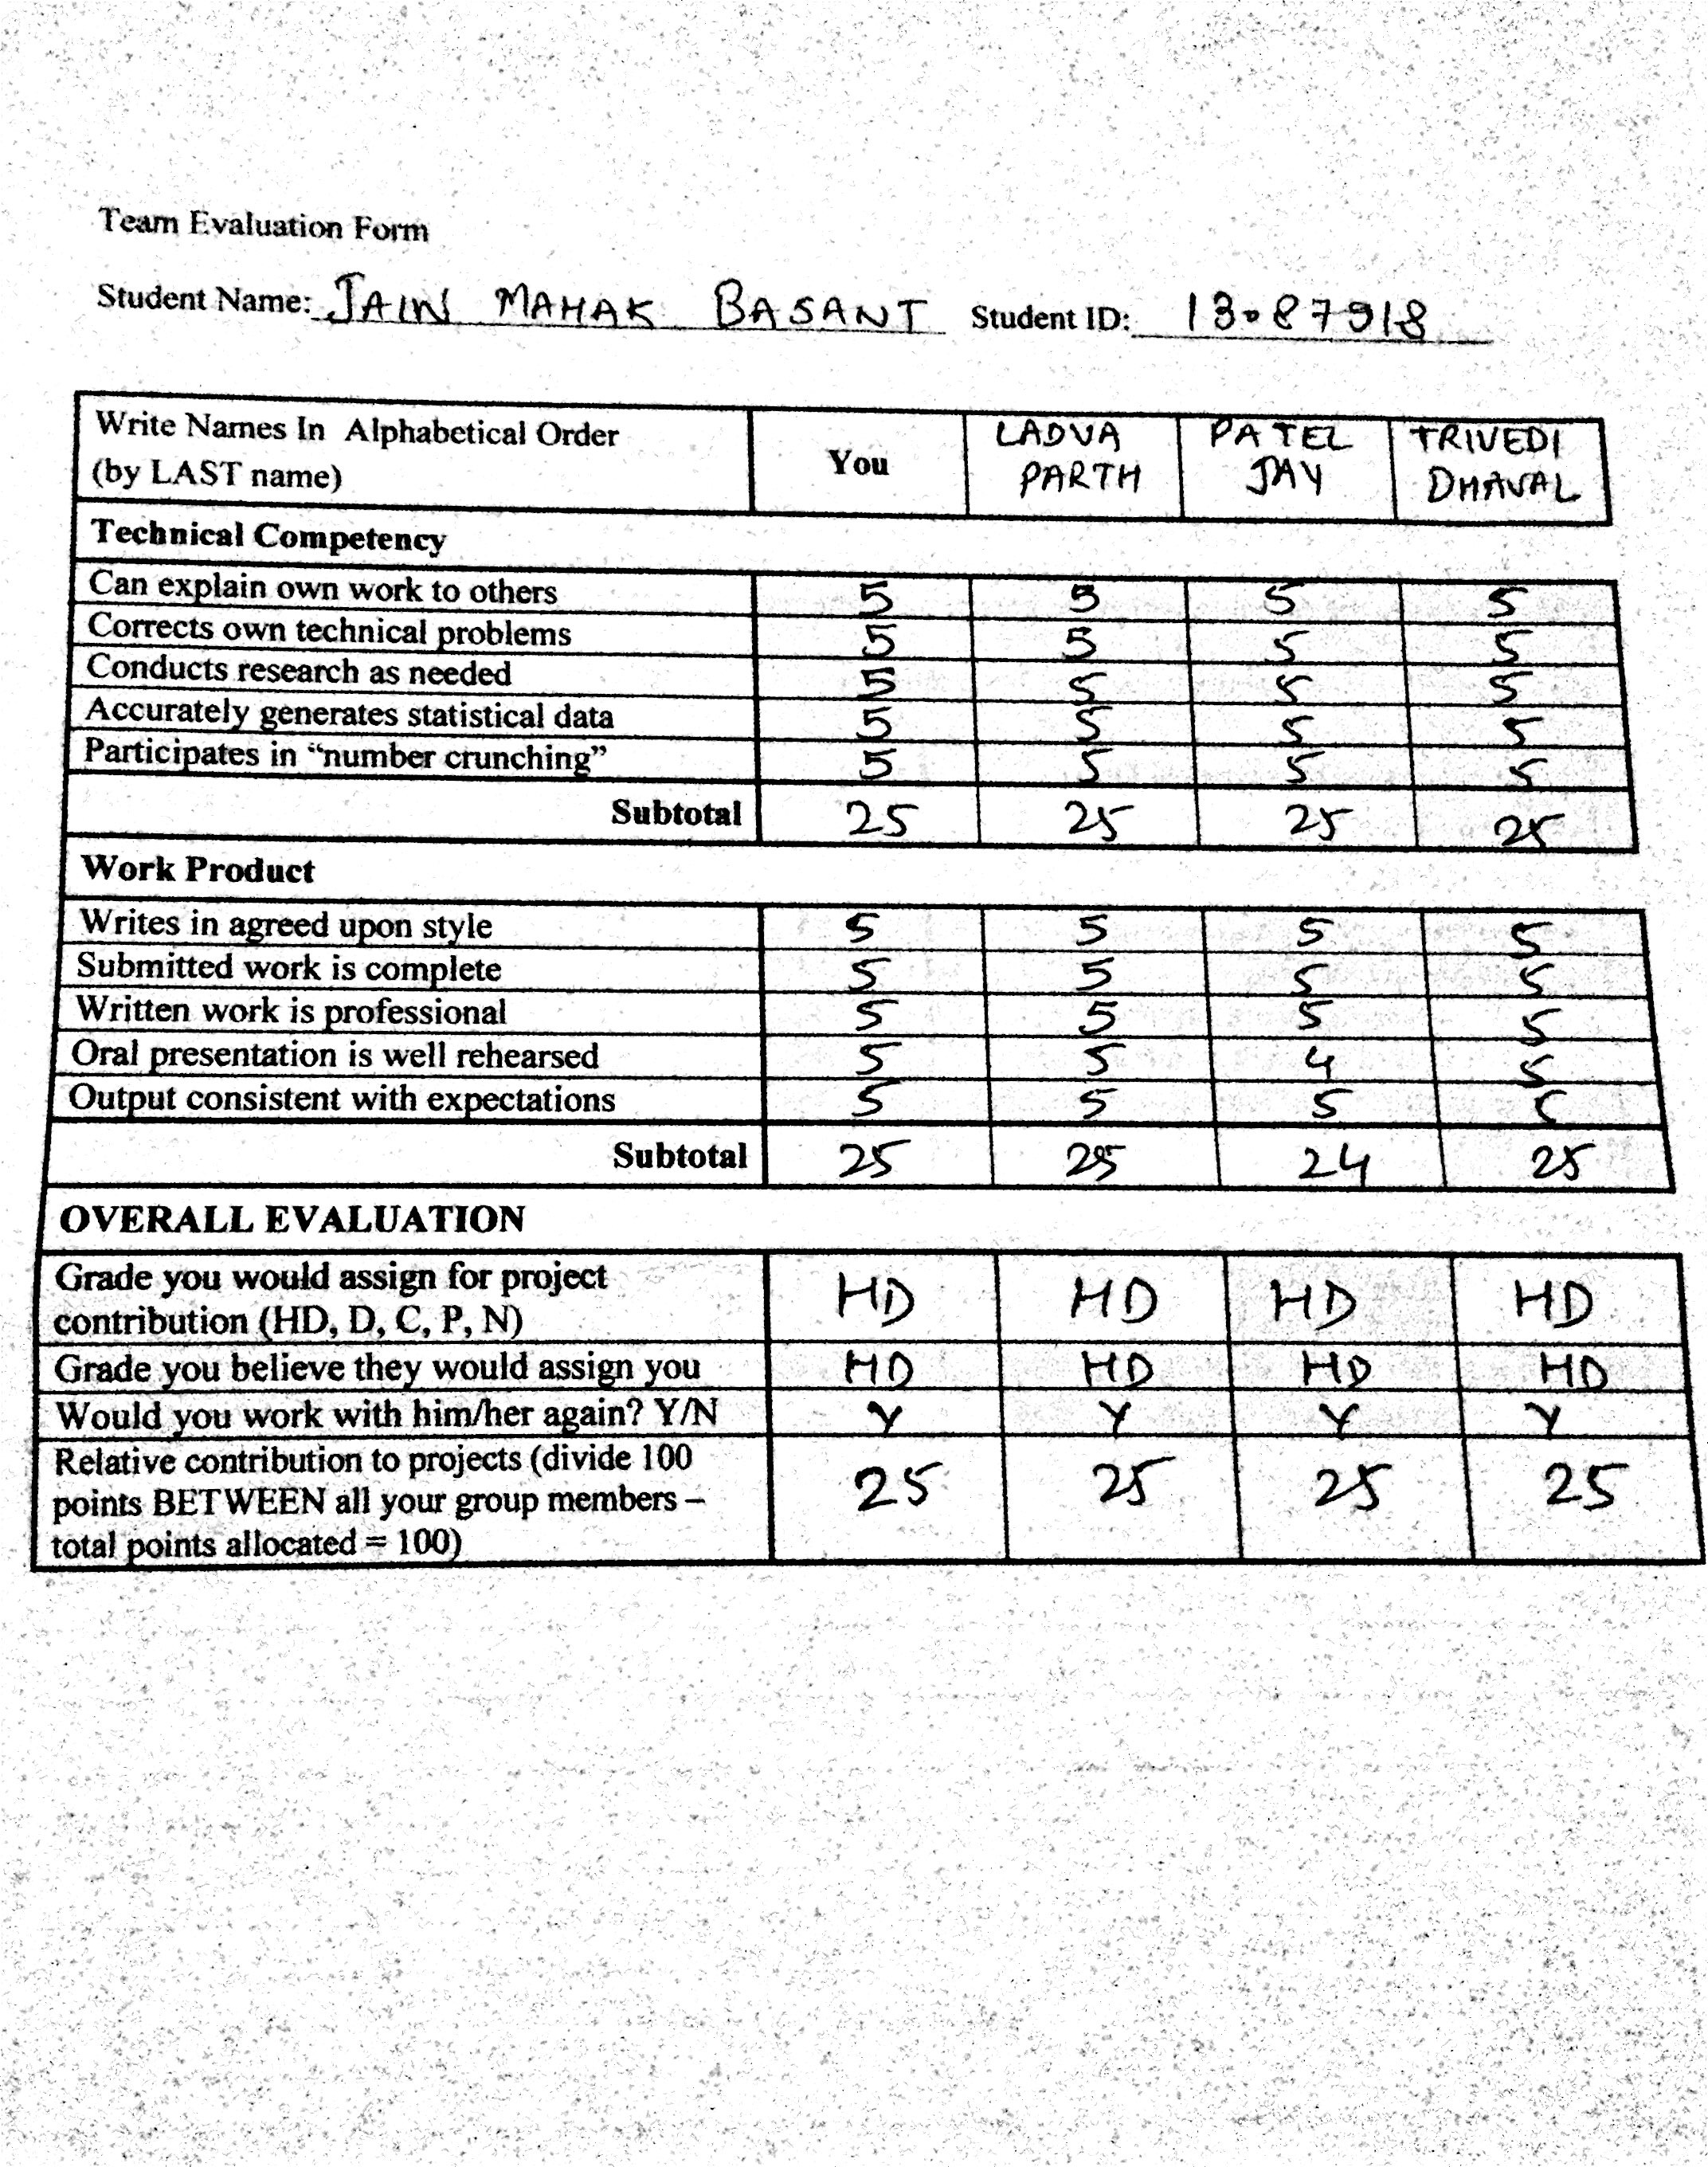 Team Evaluation Form
Student Name: JAIN MAHAK BASANT Student ID: 13087918
Write Names In Alphabetical Order (by LAST name) You LADVA PARTH PATEL JAY TRIVEDI DHAVAL
Technical Competency
Can explain own work to others 5 5 5 5
Corrects own technical problems 5 5 5 5
Conducts research as needed 5 5 5 5
Accurately generates statistical data 5 5 5 5
Participates in “number crunching” 5 5 5 5
Subtotal 25 25 25 25
Work Product
Writes in agreed upon style 5 5 5 5
Submitted work is complete 5 5 5 5
Written work is professional 5 5 5 5
Oral presentation is well rehearsed 5 5 4 5
Output consistent with expectations 5 5 5 5
Subtotal 25 25 24 25
OVERALL EVALUATION
Grade you would assign for project
contribution (HD, D, C, P, N) HD HD HD HD
Grade you believe they would assign you HD HD HD HD
Would you work with him/her again? Y/N Y Y Y Y
Relative contribution to projects (divide 100
points BETWEEN all your group members –
total points allocated = 100) 25 25 25 25